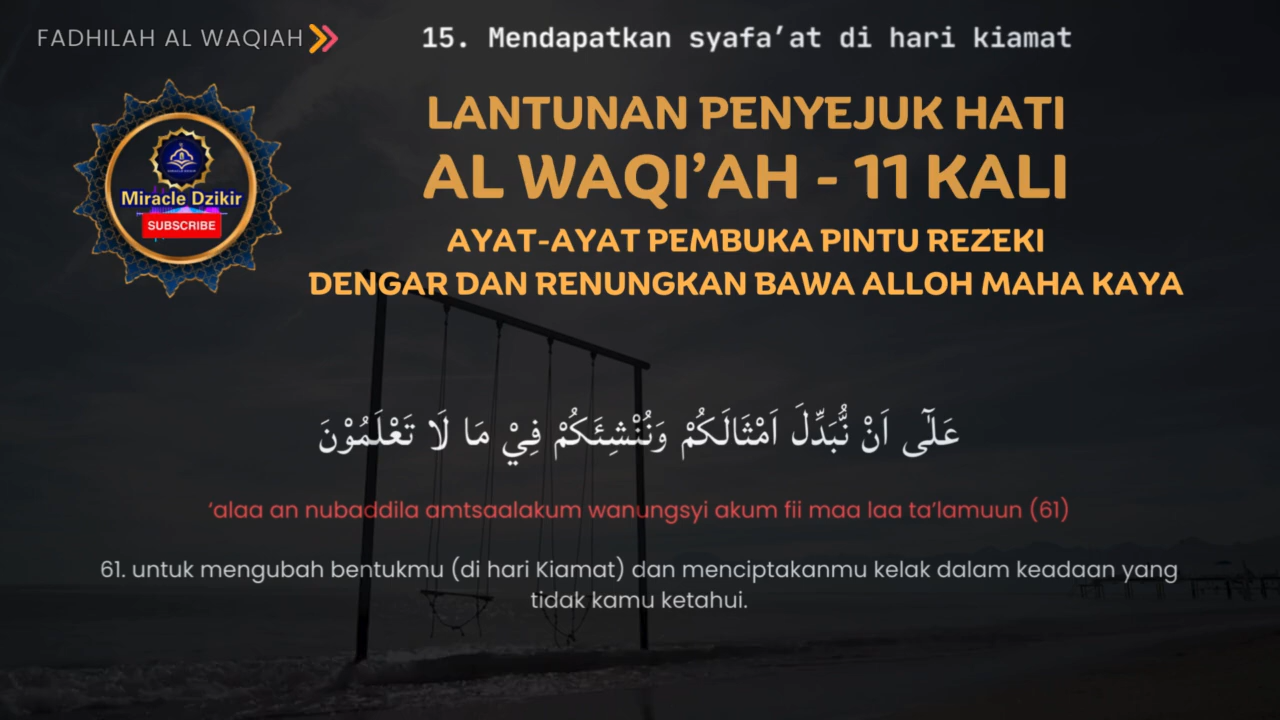 FADHILAH AL WAQIAH
15. Mendapatkan syafa’at di hari kiamat
Miracle Dzikir
SUBSCRIBE
LANTUNAN PENYEJUK HATI
AL WAQI’AH - 11 KALI
AYAT-AYAT PEMBUKA PINTU REZEKI
DENGAR DAN RENUNGKAN BAWA ALLOH MAHA KAYA
عَلٰٓى اَنْ نُّبَدِّلَ اَمْثَالَكُمْ وَنُنْشِئَكُمْ فِيْ مَا لَا تَعْلَمُوْنَ
‘alaa an nubaddila amtsaalakum wanungsyi akum fii maa laa ta’lamuun (61)
61. untuk mengubah bentukmu (di hari Kiamat) dan menciptakanmu kelak dalam keadaan yang
tidak kamu ketahui.